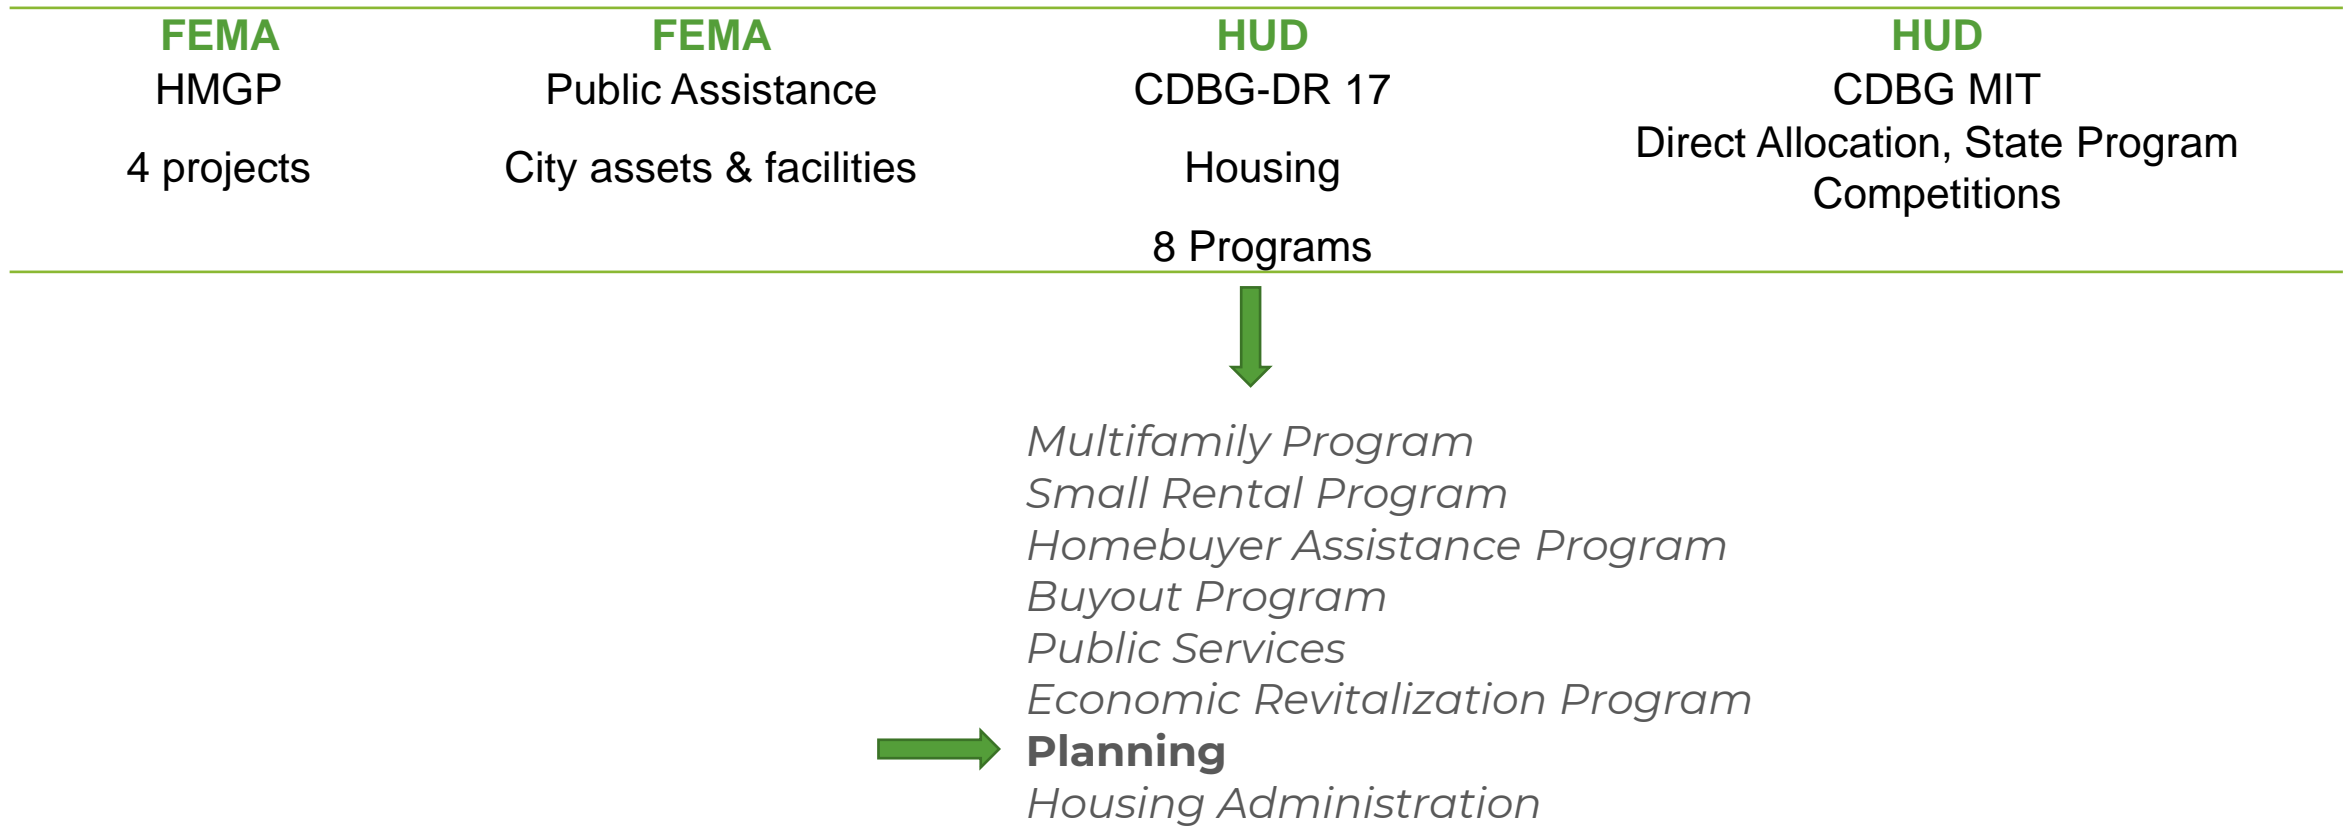 FEMA
HMGP
4 projects
FEMA
Public Assistance
City assets & facilities
HUD
CDBG-DR 17
Housing
8 Programs
HUD
CDBG MIT
Direct Allocation, State Program
Competitions
Multifamily Program
Small Rental Program
Homebuyer Assistance Program
Buyout Program
Public Services
Economic Revitalization Program
Planning
Housing Administration